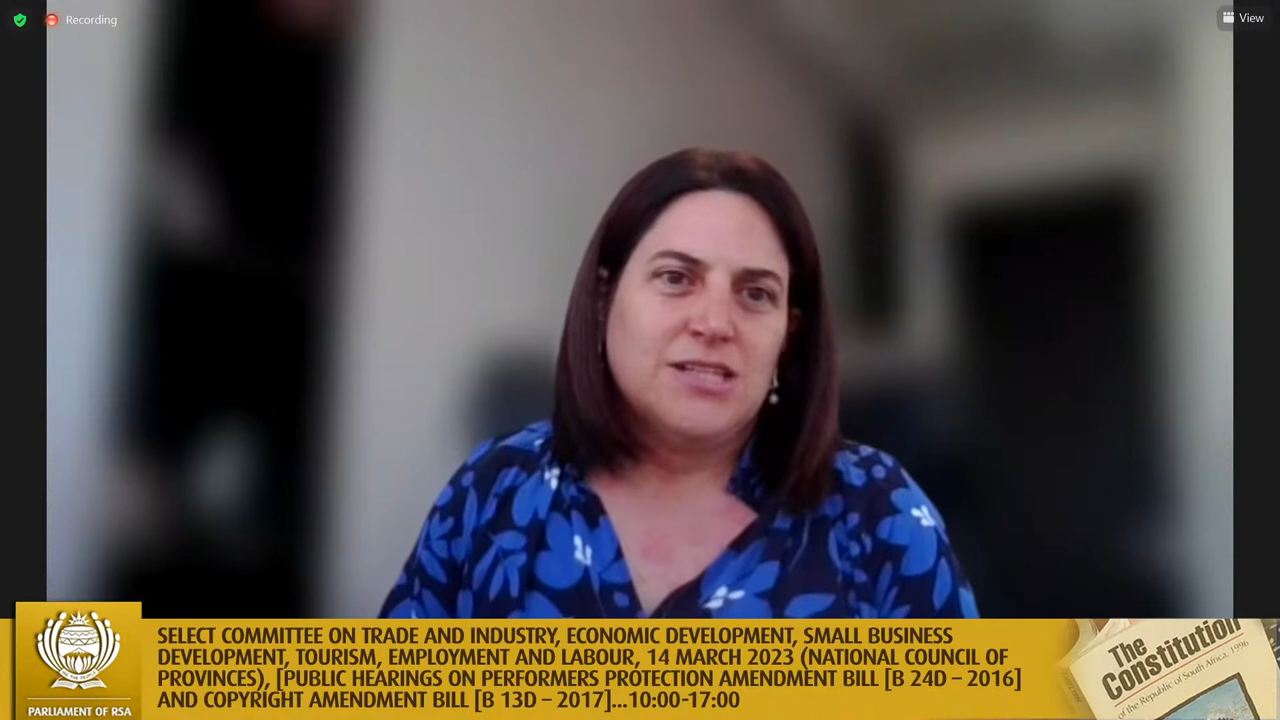 Recording
View
SELECT COMMITTEE ON TRADE AND INDUSTRY, ECONOMIC DEVELOPMENT, SMALL BUSINESS
DEVELOPMENT, TOURISM, EMPLOYMENT AND LABOUR, 14 MARCH 2023 (NATIONAL COUNCIL OF
PROVINCES), [PUBLIC HEARINGS ON PERFORMERS PROTECTION AMENDMENT BILL [B 24D – 2016]
AND COPYRIGHT AMENDMENT BILL [B 13D – 2017]...10:00-17:00
PARLIAMENT OF RSA
The
Constitution
of the Republic of South Africa, 1996